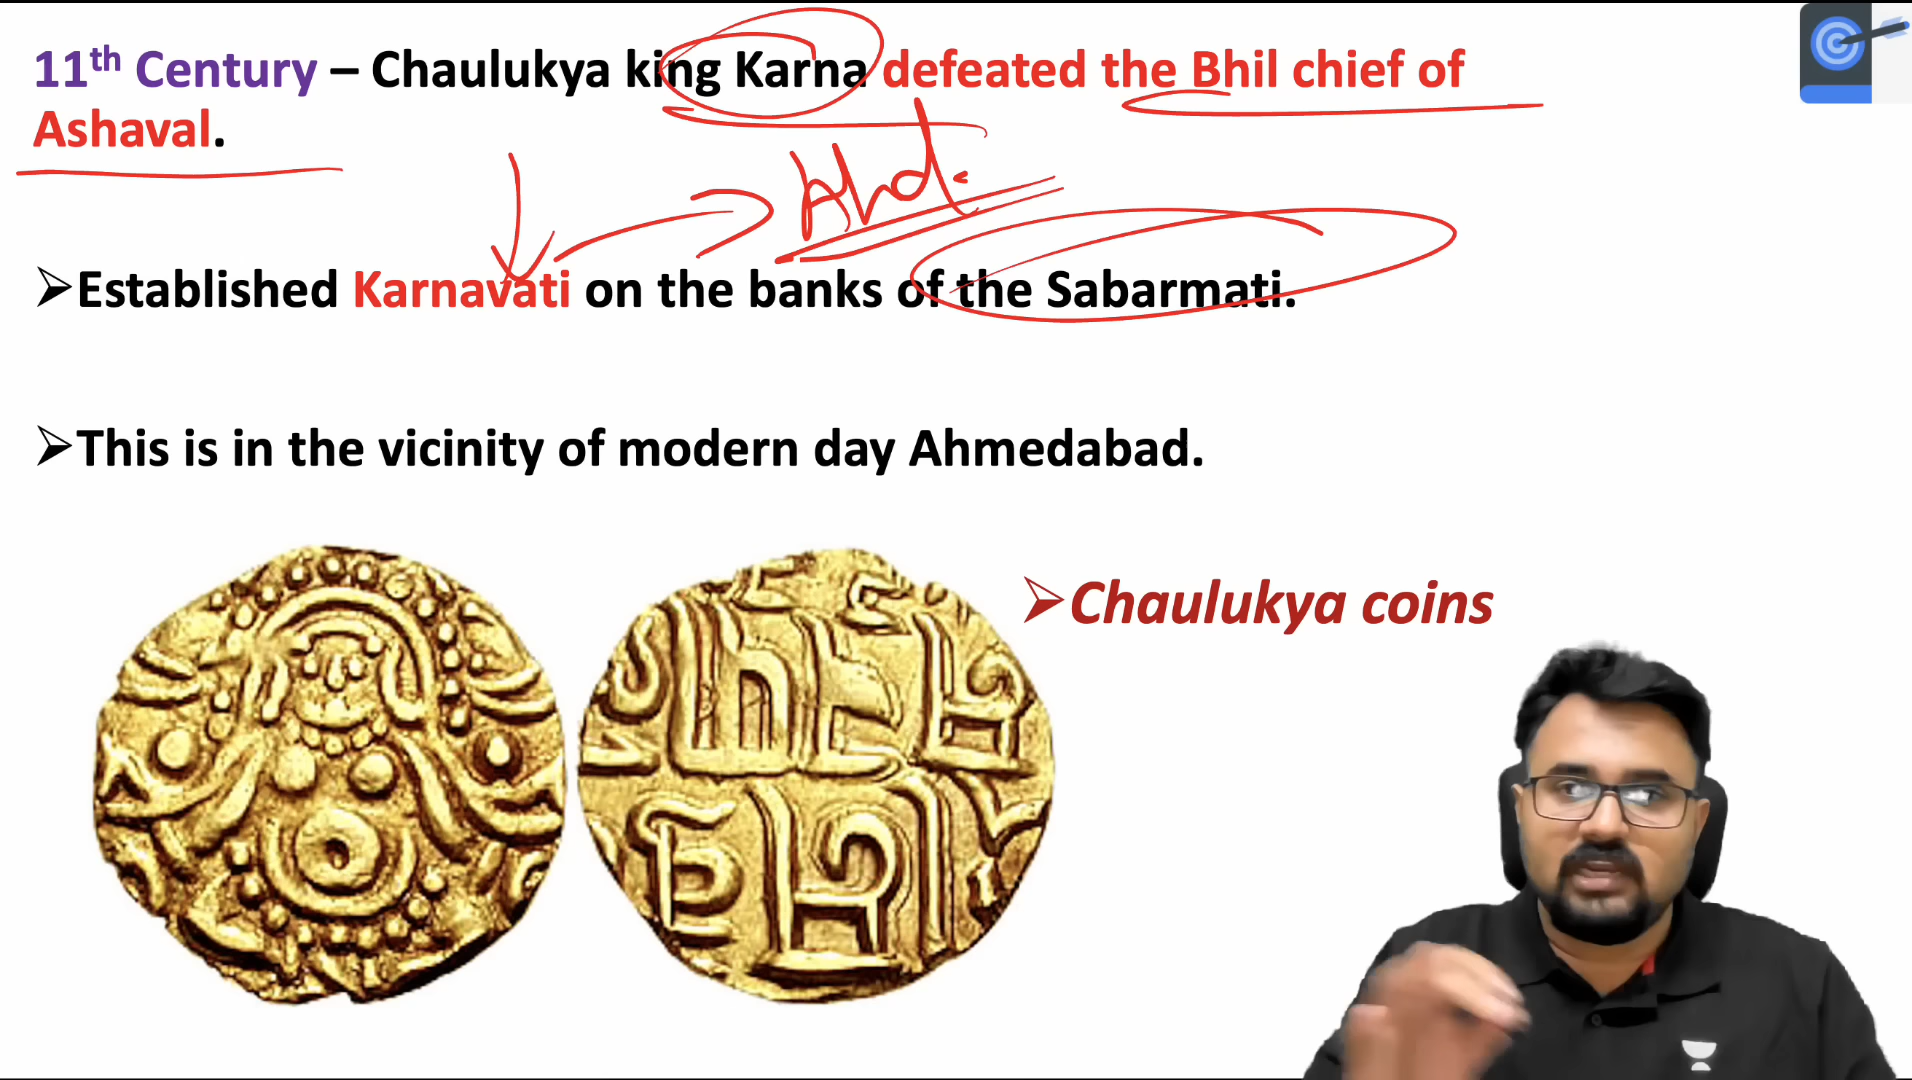 11th Century – Chaulukya king Karna defeated the Bhil chief of
Ashaval.
Ahd.
➢Established Karnavati on the banks of the Sabarmati.
➢This is in the vicinity of modern day Ahmedabad.
➢Chaulukya coins